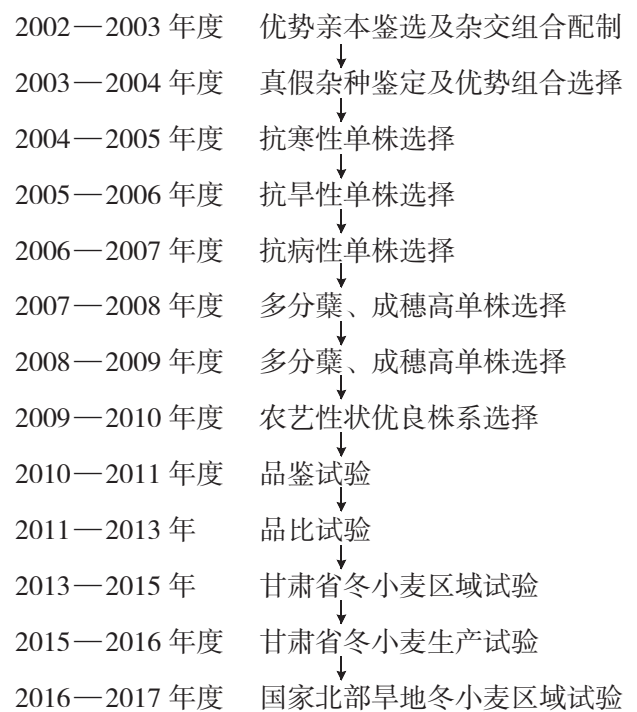 2002—2003 年度 优势亲本鉴选及杂交组合配制
2003—2004 年度 真假杂种鉴定及优势组合选择
2004—2005 年度 抗寒性单株选择
2005—2006 年度 抗旱性单株选择
2006—2007 年度 抗病性单株选择
2007—2008 年度 多分蘖、成穗高单株选择
2008—2009 年度 多分蘖、成穗高单株选择
2009—2010 年度 农艺性状优良株系选择
2010—2011 年度 品鉴试验
2011—2013 年 品比试验
2013—2015 年 甘肃省冬小麦区域试验
2015—2016 年度 甘肃省冬小麦生产试验
2016—2017 年度 国家北部旱地冬小麦区域试验